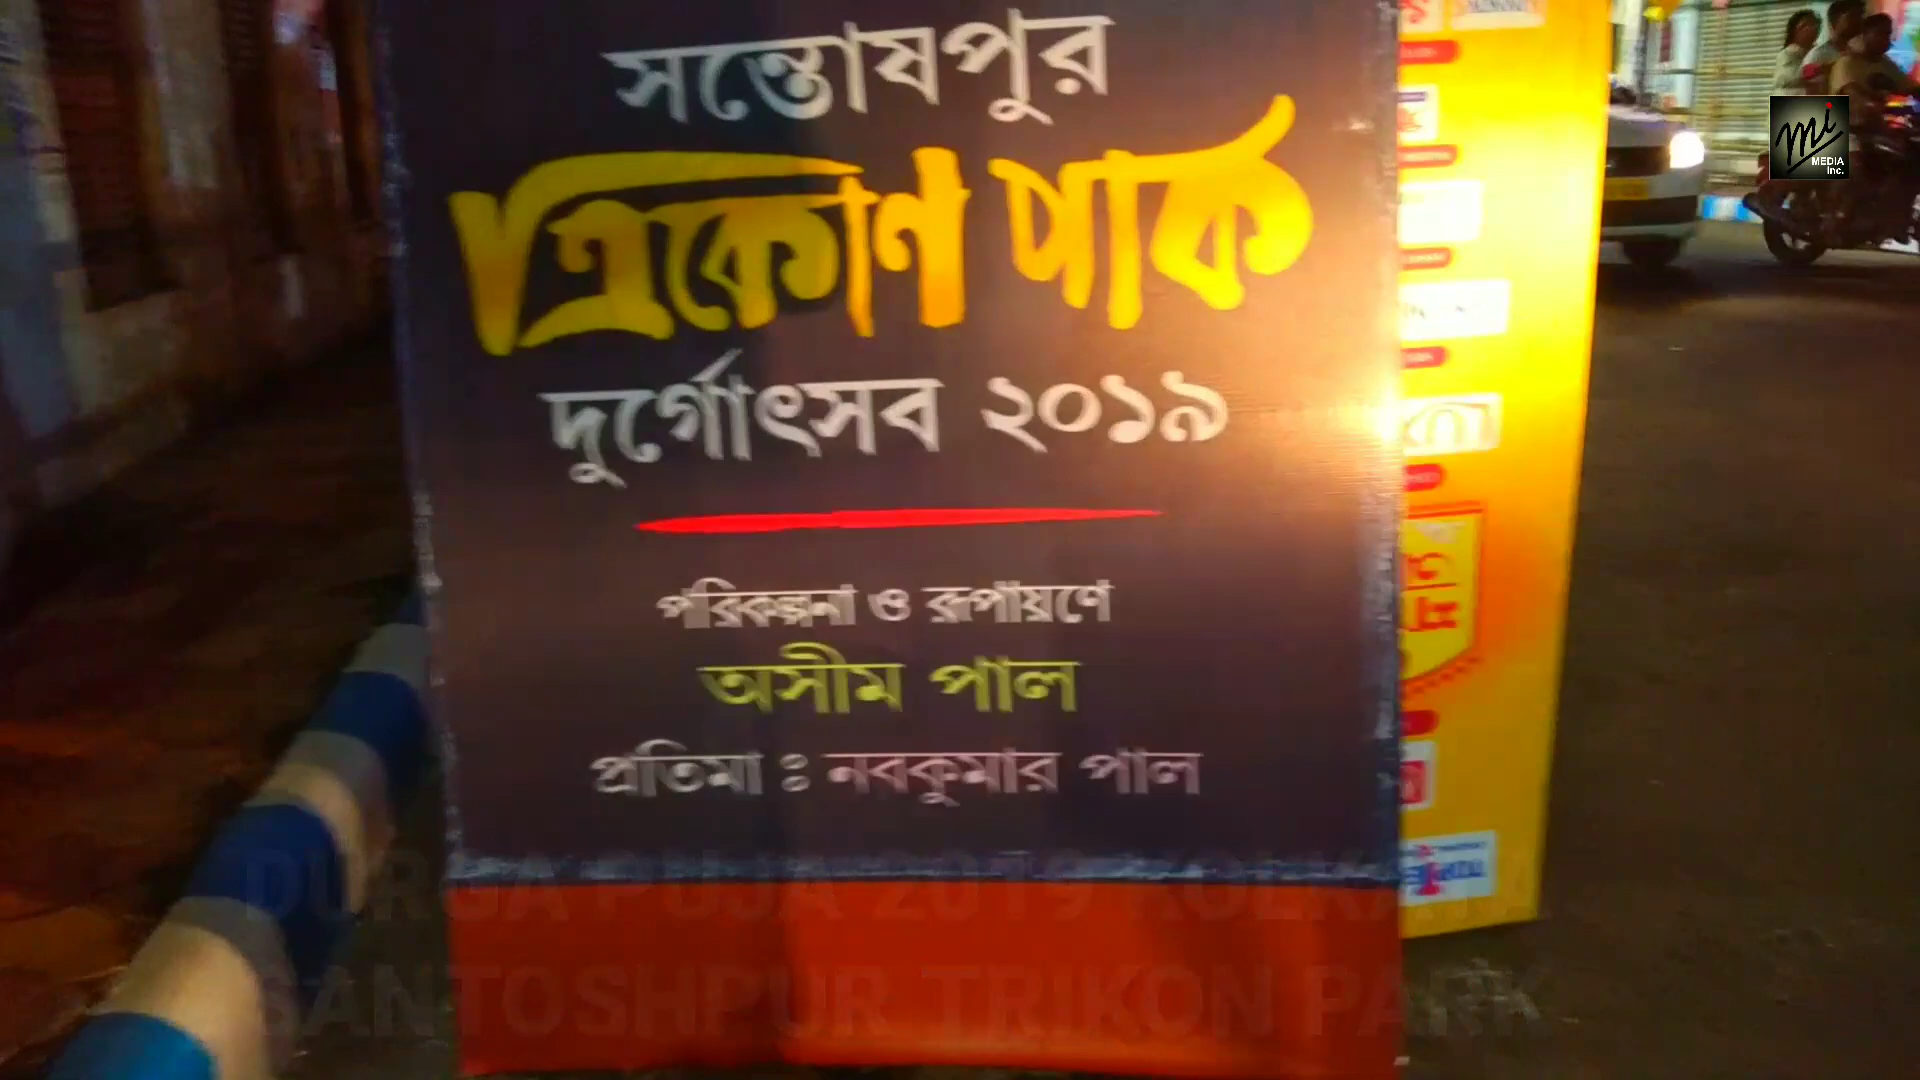 সন্তোষপুর
ত্রিকোণ পার্ক
দুর্গোৎসব ২০১৯
পরিকল্পনা ও রূপায়ণে
অসীম পাল
প্রতিমা : নবকুমার পাল
mi
MEDIA
Inc.
DURGA PUJA 2019 KOLKATA
SANTOSHPUR TRIKON PARK